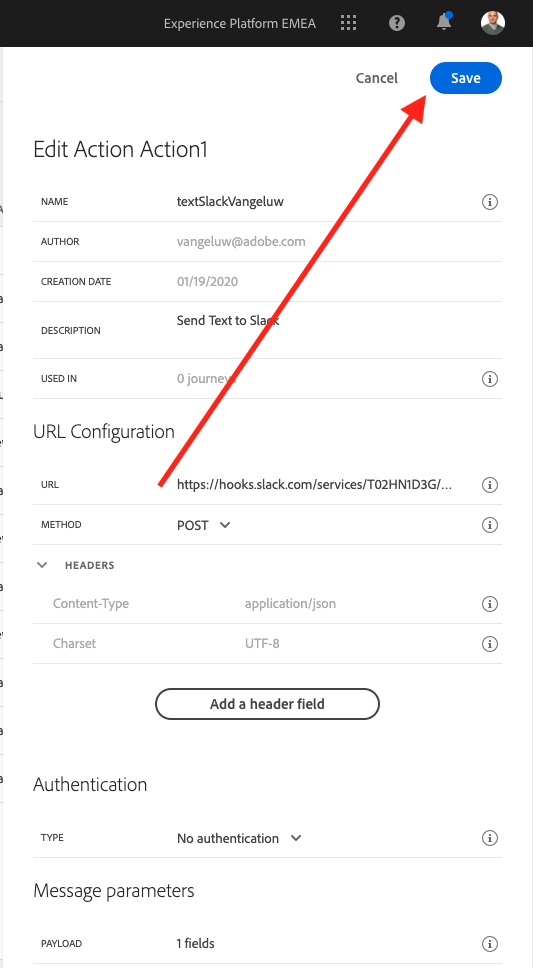 Experience Platform EMEA
Cancel
Save
Edit Action Action1
NAME textSlackVangeluw
AUTHOR vangeluw@adobe.com
CREATION DATE 01/19/2020
DESCRIPTION Send Text to Slack
USED IN 0 journeys
URL Configuration
URL https://hooks.slack.com/services/T02HN1D3G/...
METHOD POST
HEADERS
Content-Type application/json
Charset UTF-8
Add a header field
Authentication
TYPE No authentication
Message parameters
PAYLOAD 1 fields